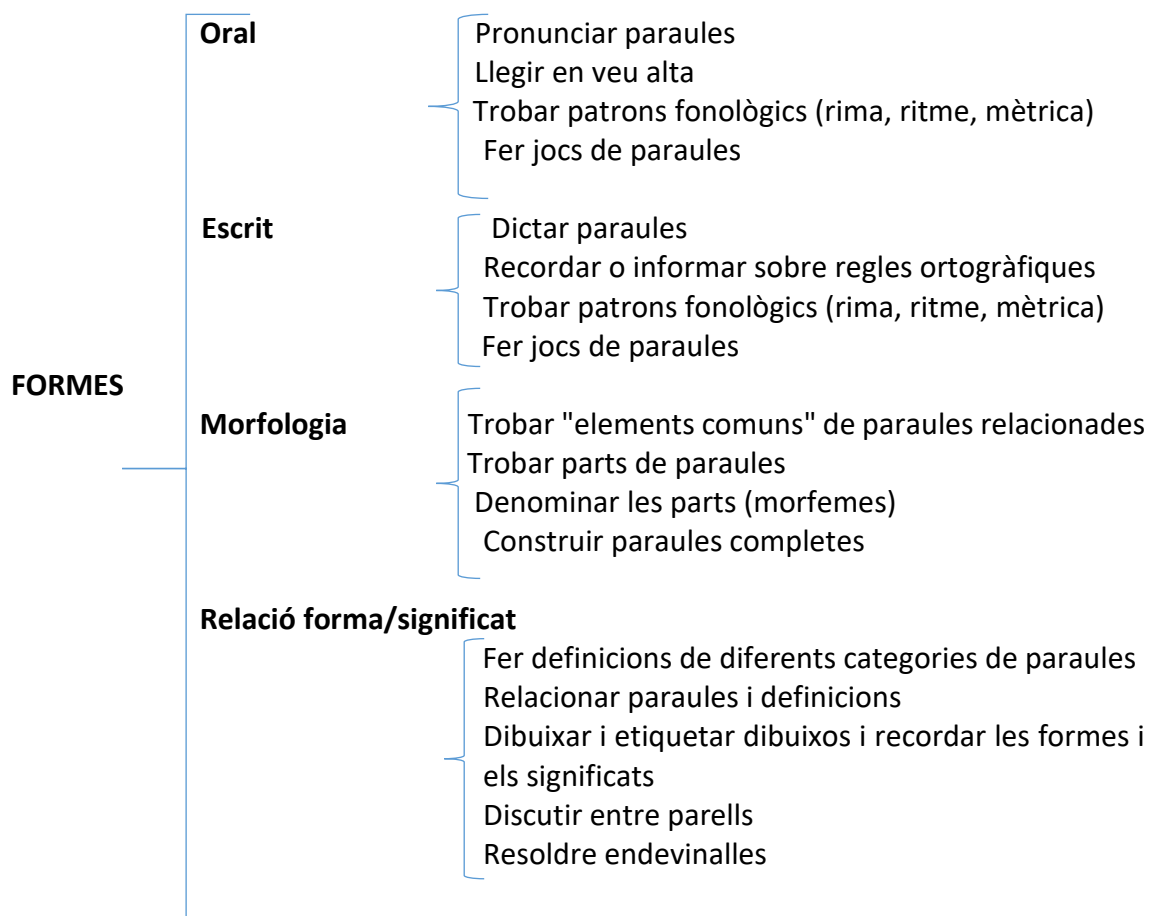 Oral
Pronunciar paraules
Llegir en veu alta
Trobar patrons fonològics (rima, ritme, mètrica)
Fer jocs de paraules
Escrit
Dictar paraules
Recordar o informar sobre regles ortogràfiques
Trobar patrons fonològics (rima, ritme, mètrica)
Fer jocs de paraules
FORMES
Morfologia
Trobar "elements comuns" de paraules relacionades
Trobar parts de paraules
Denominar les parts (morfemes)
Construir paraules completes
Relació forma/significat
Fer definicions de diferents categories de paraules
Relacionar paraules i definicions
Dibuixar i etiquetar dibuixos i recordar les formes i
els significats
Discutir entre parells
Resoldre endevinalles